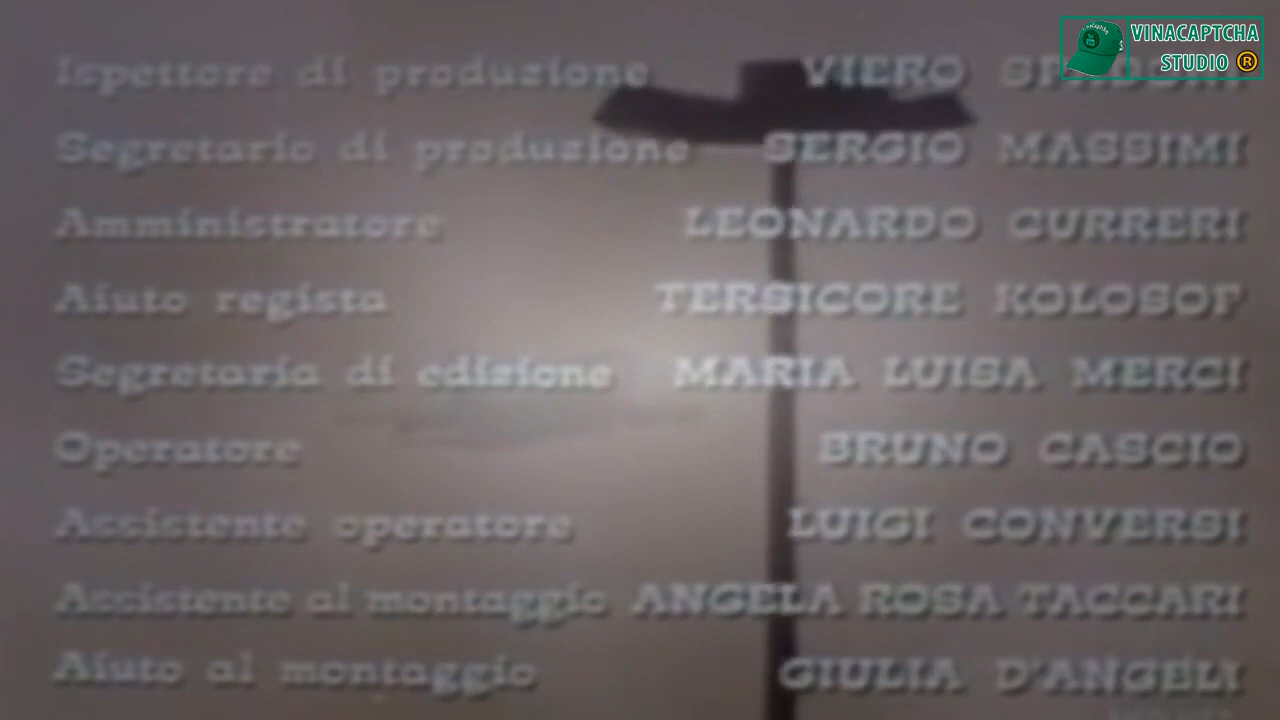 VINACAPTCHA
STUDIO ®
Ispettore di produzione VIERO
Segretario di produzione SERGIO MASSIMI
Amministratore LEONARDO CURRERI
Aiuto regista TERSICORE KOLOSOF
Segretaria di edizione MARIA LUISA MERCI
Operatore BRUNO CASCIO
Assistente operatore LUIGI CONVERSI
Assistente al montaggio ANGELA ROSA TACCARI
Aiuto al montaggio GIULIA D'ANGELI